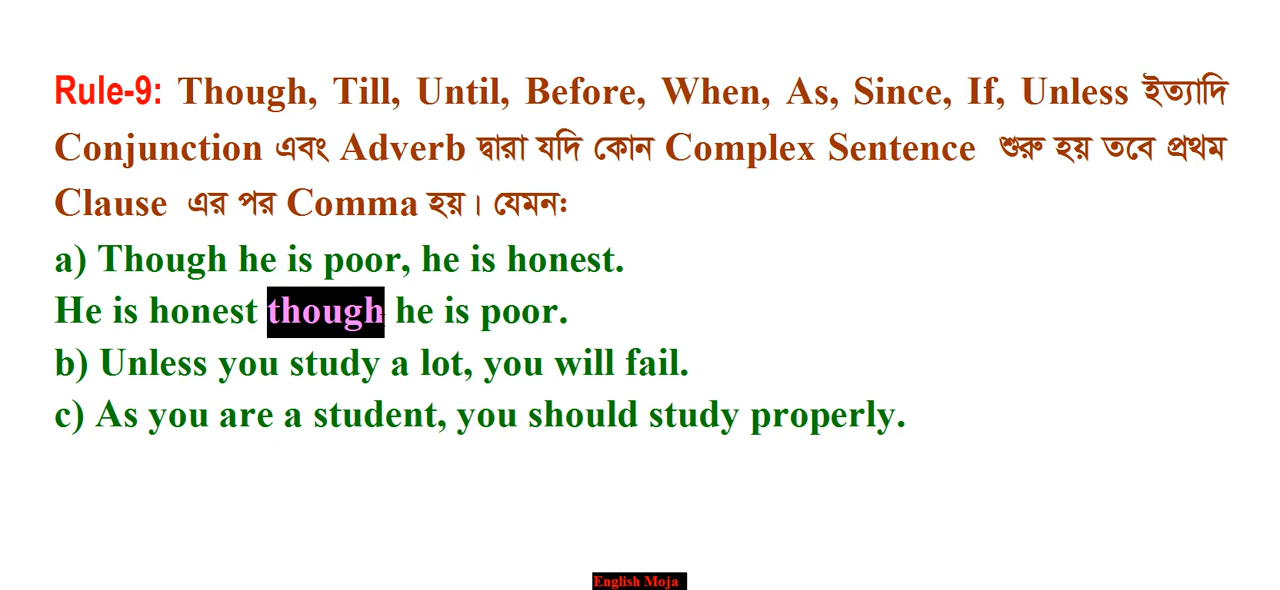 Rule-9: Though, Till, Until, Before, When, As, Since, If, Unless ইত্যাদি
Conjunction এবং Adverb দ্বারা যদি কোন Complex Sentence শুরু হয় তবে প্রথম
Clause এর পর Comma হয়। যেমনঃ
a) Though he is poor, he is honest.
He is honest though he is poor.
b) Unless you study a lot, you will fail.
c) As you are a student, you should study properly.
English Moja